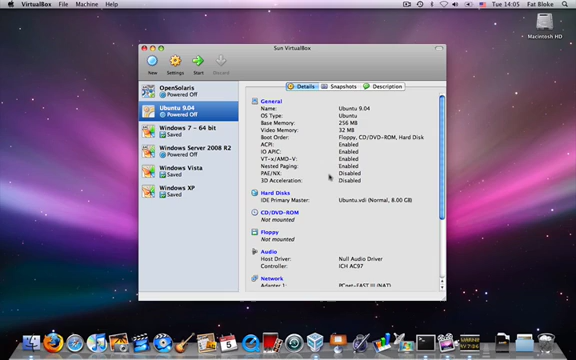 VirtualBox File Machine Help
Tue 14:05 Fat Bloke
Macintosh HD
Sun VirtualBox
New Settings Start Discard
Details Snapshots Description
OpenSolaris
Powered Off
Ubuntu 9.04
Powered Off
Windows 7 - 64 bit
Saved
Windows Server 2008 R2
Powered Off
Windows Vista
Saved
Windows XP
Saved
General
Name: Ubuntu 9.04
OS Type: Ubuntu
Base Memory: 256 MB
Video Memory: 32 MB
Boot Order: Floppy, CD/DVD-ROM, Hard Disk
ACPI: Enabled
IO APIC: Enabled
VT-x/AMD-V: Enabled
Nested Paging: Enabled
PAE/NX: Disabled
3D Acceleration: Disabled
Hard Disks
IDE Primary Master: Ubuntu.vdi (Normal, 8.00 GB)
CD/DVD-ROM
Not mounted
Floppy
Not mounted
Audio
Host Driver: Null Audio Driver
Controller: ICH AC97
Network
Adapter 1: PCnet-FAST III (NAT)
5